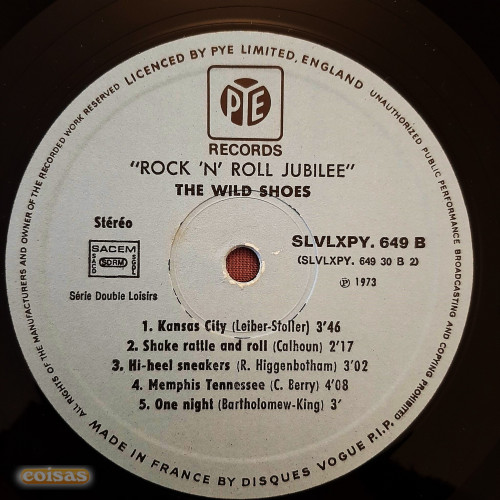 LICENCED BY PYE LIMITED, ENGLAND
UNAUTHORIZED PUBLIC PERFORMANCE BROADCASTING AND COPYING PROHIBITED
ALL RIGHTS OF THE MANUFACTURERS AND OWNER OF THE RECORDED WORK RESERVED
PYE
RECORDS
"ROCK 'N' ROLL JUBILEE"
THE WILD SHOES
Stéréo
SACEM
SACD
SDRM
SGDL
Série Double Loisirs
SLVLXPY. 649 B
(SLVLXPY. 649 30 B 2)
Ⓟ 1973
1. Kansas City (Leiber-Stoller) 3'46
2. Shake rattle and roll (Calhoun) 2'17
3. Hi-heel sneakers (R. Higgenbotham) 3'02
4. Memphis Tennessee (C. Berry) 4'08
5. One night (Bartholomew-King) 3'
MADE IN FRANCE BY DISQUES VOGUE P.I.P.
coisas